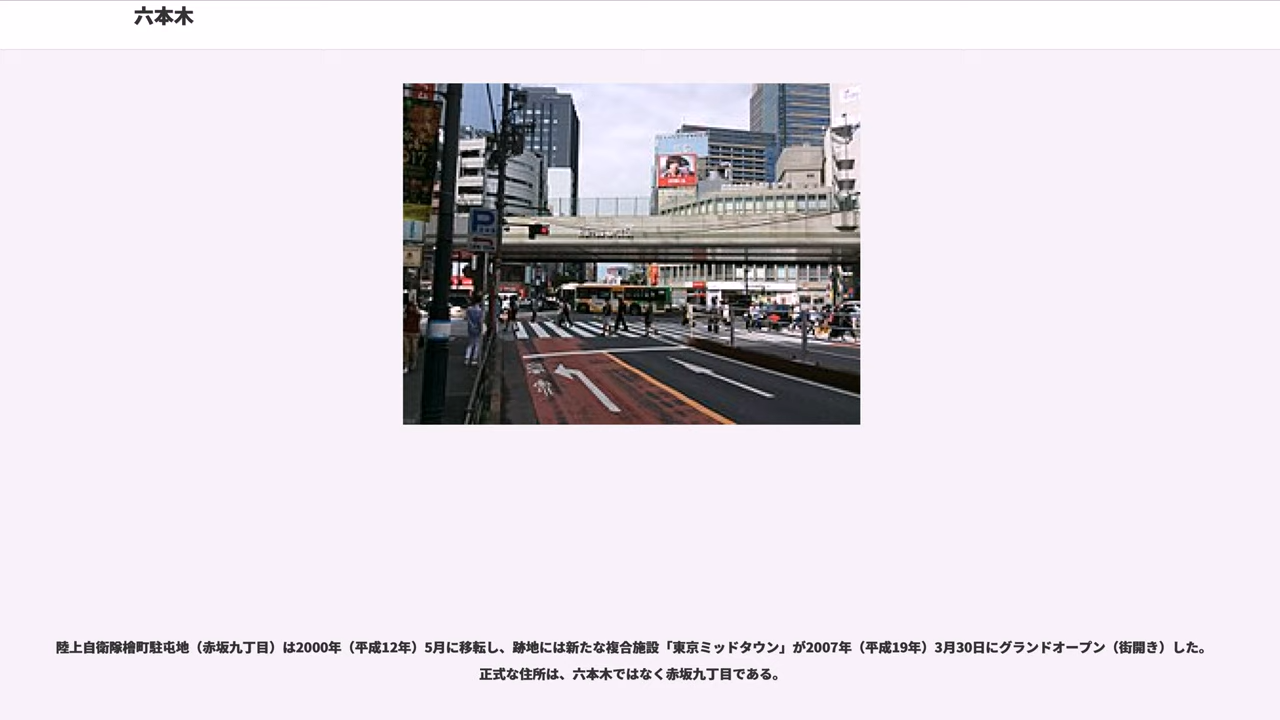 六本木
17
P
陸上自衛隊檜町駐屯地（赤坂九丁目）は2000年（平成12年）5月に移転し、跡地には新たな複合施設「東京ミッドタウン」が2007年（平成19年）3月30日にグランドオープン（街開き）した。
正式な住所は、六本木ではなく赤坂九丁目である。